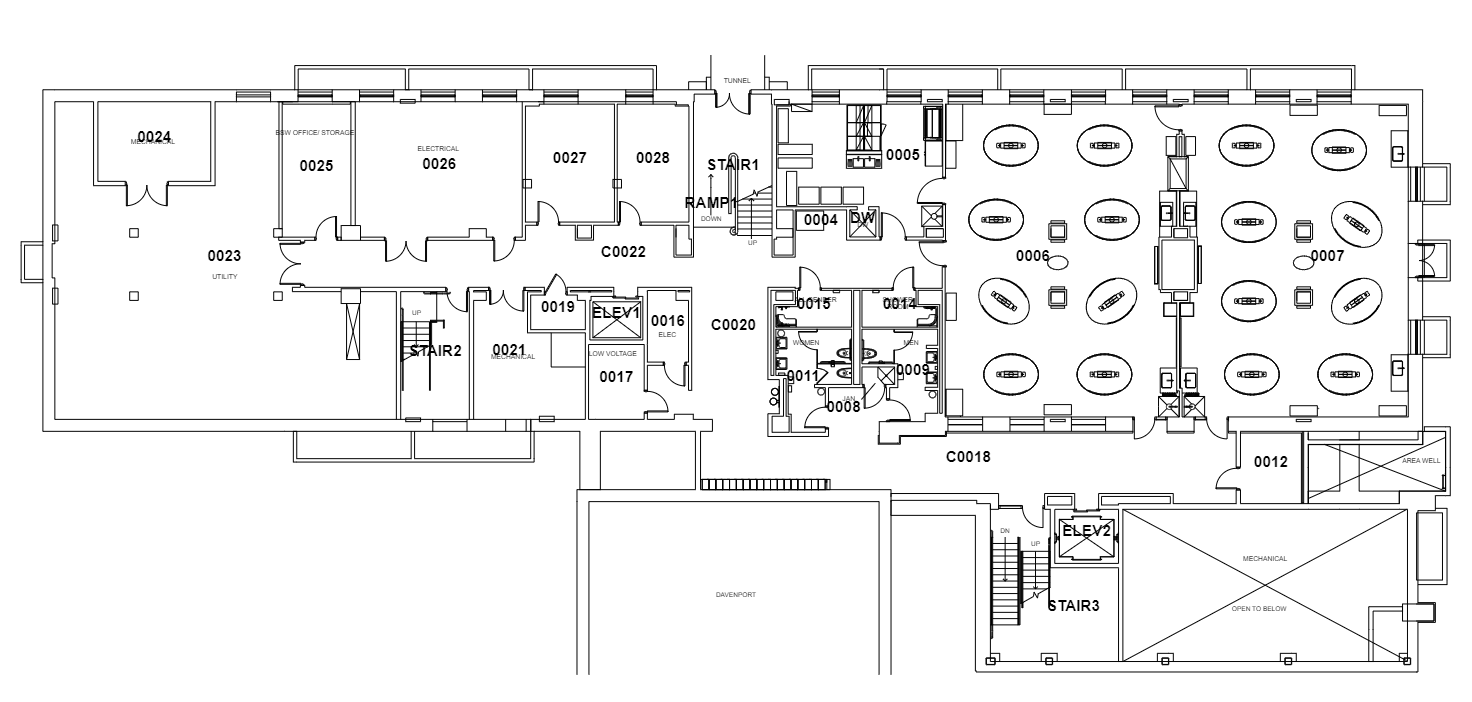 TUNNEL
0024
MECHANICAL
BSW OFFICE/ STORAGE
0025
ELECTRICAL
0026
0027
0028
STAIR1
RAMP1
DOWN
UP
0005
0004
DW
0006
0007
0023
UTILITY
C0022
0019
ELEV1
0016
ELEC
C0020
0015
0014
UP
STAIR2
0021
MECHANICAL
LOW VOLTAGE
0017
WOMEN
0011
MEN
0009
JAN
0008
C0018
0012
AREA WELL
DN
UP
ELEV2
STAIR3
MECHANICAL
OPEN TO BELOW
DAVENPORT